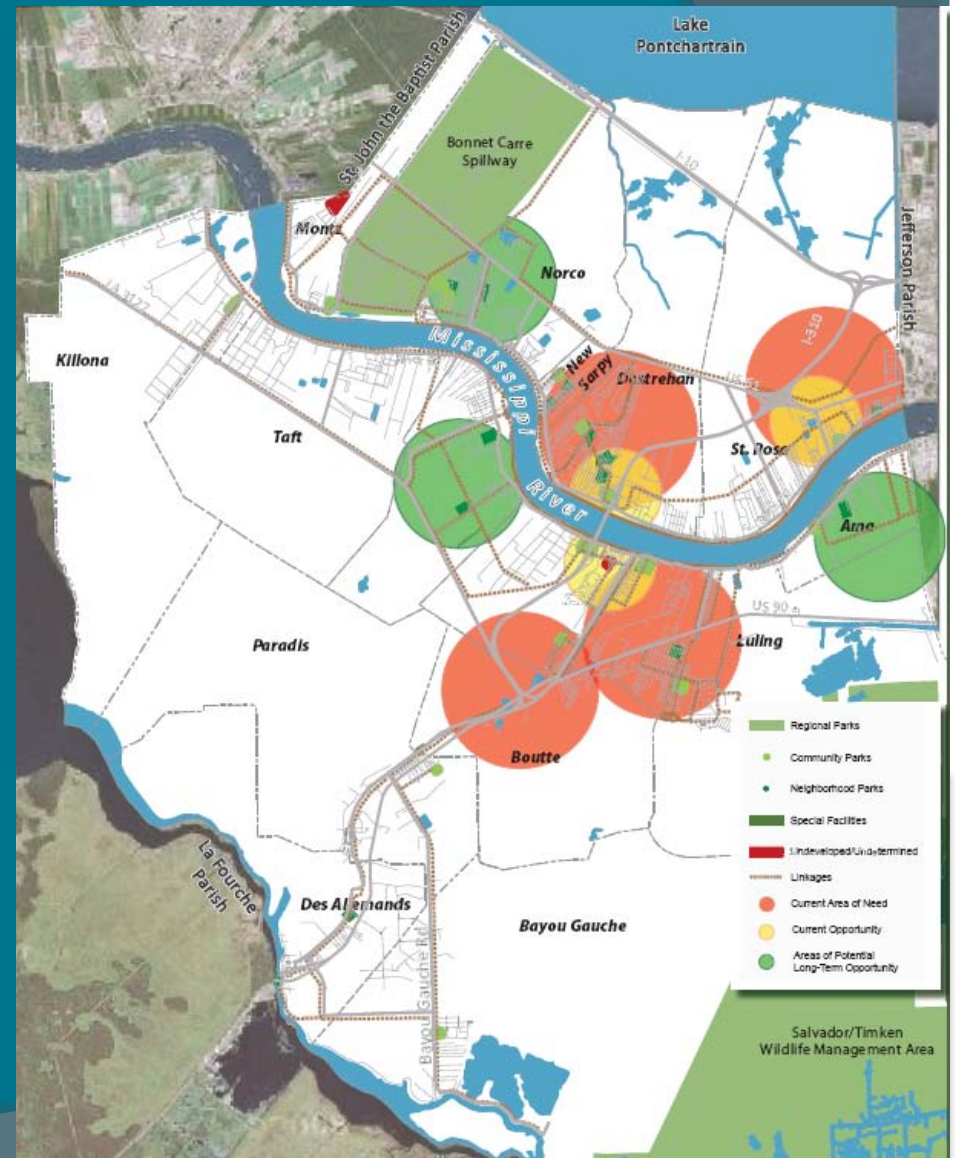 Lake
Pontchartrain
St. John the Baptist Parish
Bonnet Carre
Spillway
I-10
Montz
Jefferson Parish
Norco
LA 3127
I-310
Mississippi
Killona
New
Sarpy
Destrehan
US
Taft
St. Rose
River
Ama
US 90
Paradis
Luling
Regional Parks
Boutte
Community Parks
Neighborhood Parks
Special Facilities
Undeveloped/Undetermined
La Fourche
Parish
Linkages
Des Allemands
Current Area of Need
Bayou Gauche
Current Opportunity
Bayou Gauche Rd
Areas of Potential
Long-Term Opportunity
Salvador/Timken
Wildlife Management Area